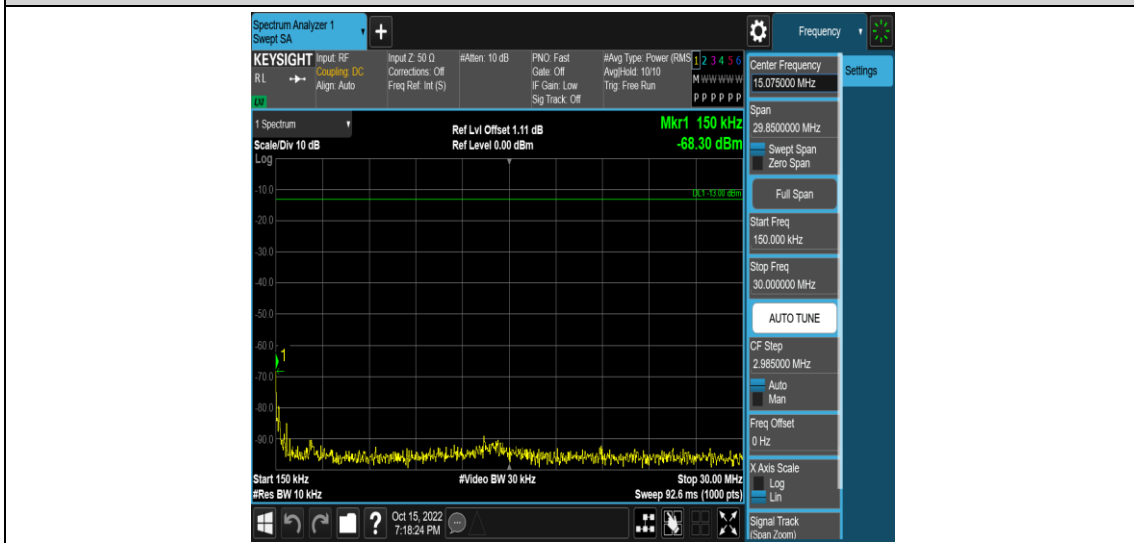 Spectrum Analyzer 1
Swept SA
+
Frequency
KEYSIGHT
RL
Input: RF
Coupling: DC
Align: Auto
Input Z: 50 Ω
Corrections: Off
Freq Ref: Int (S)
#Atten: 10 dB
PNO: Fast
Gate: Off
IF Gain: Low
Sig Track: Off
#Avg Type: Power (RMS
Avg|Hold: 10/10
Trig: Free Run
1 2 3 4 5 6
M W W W W W
P P P P P P
LXI
1 Spectrum
Scale/Div 10 dB
Ref Lvl Offset 1.11 dB
Ref Level 0.00 dBm
Mkr1 150 kHz
-68.30 dBm
Log
DL1 -13.00 dBm
-10.0
-20.0
-30.0
-40.0
-50.0
-60.0
1
-70.0
-80.0
-90.0
Start 150 kHz
#Video BW 30 kHz
Stop 30.00 MHz
#Res BW 10 kHz
Sweep 92.6 ms (1000 pts)
Center Frequency
15.075000 MHz
Settings
Span
29.8500000 MHz
Swept Span
Zero Span
Full Span
Start Freq
150.000 kHz
Stop Freq
30.000000 MHz
AUTO TUNE
CF Step
2.985000 MHz
Auto
Man
Freq Offset
0 Hz
X Axis Scale
Log
Lin
Signal Track
(Span Zoom)
?
Oct 15, 2022
7:18:24 PM